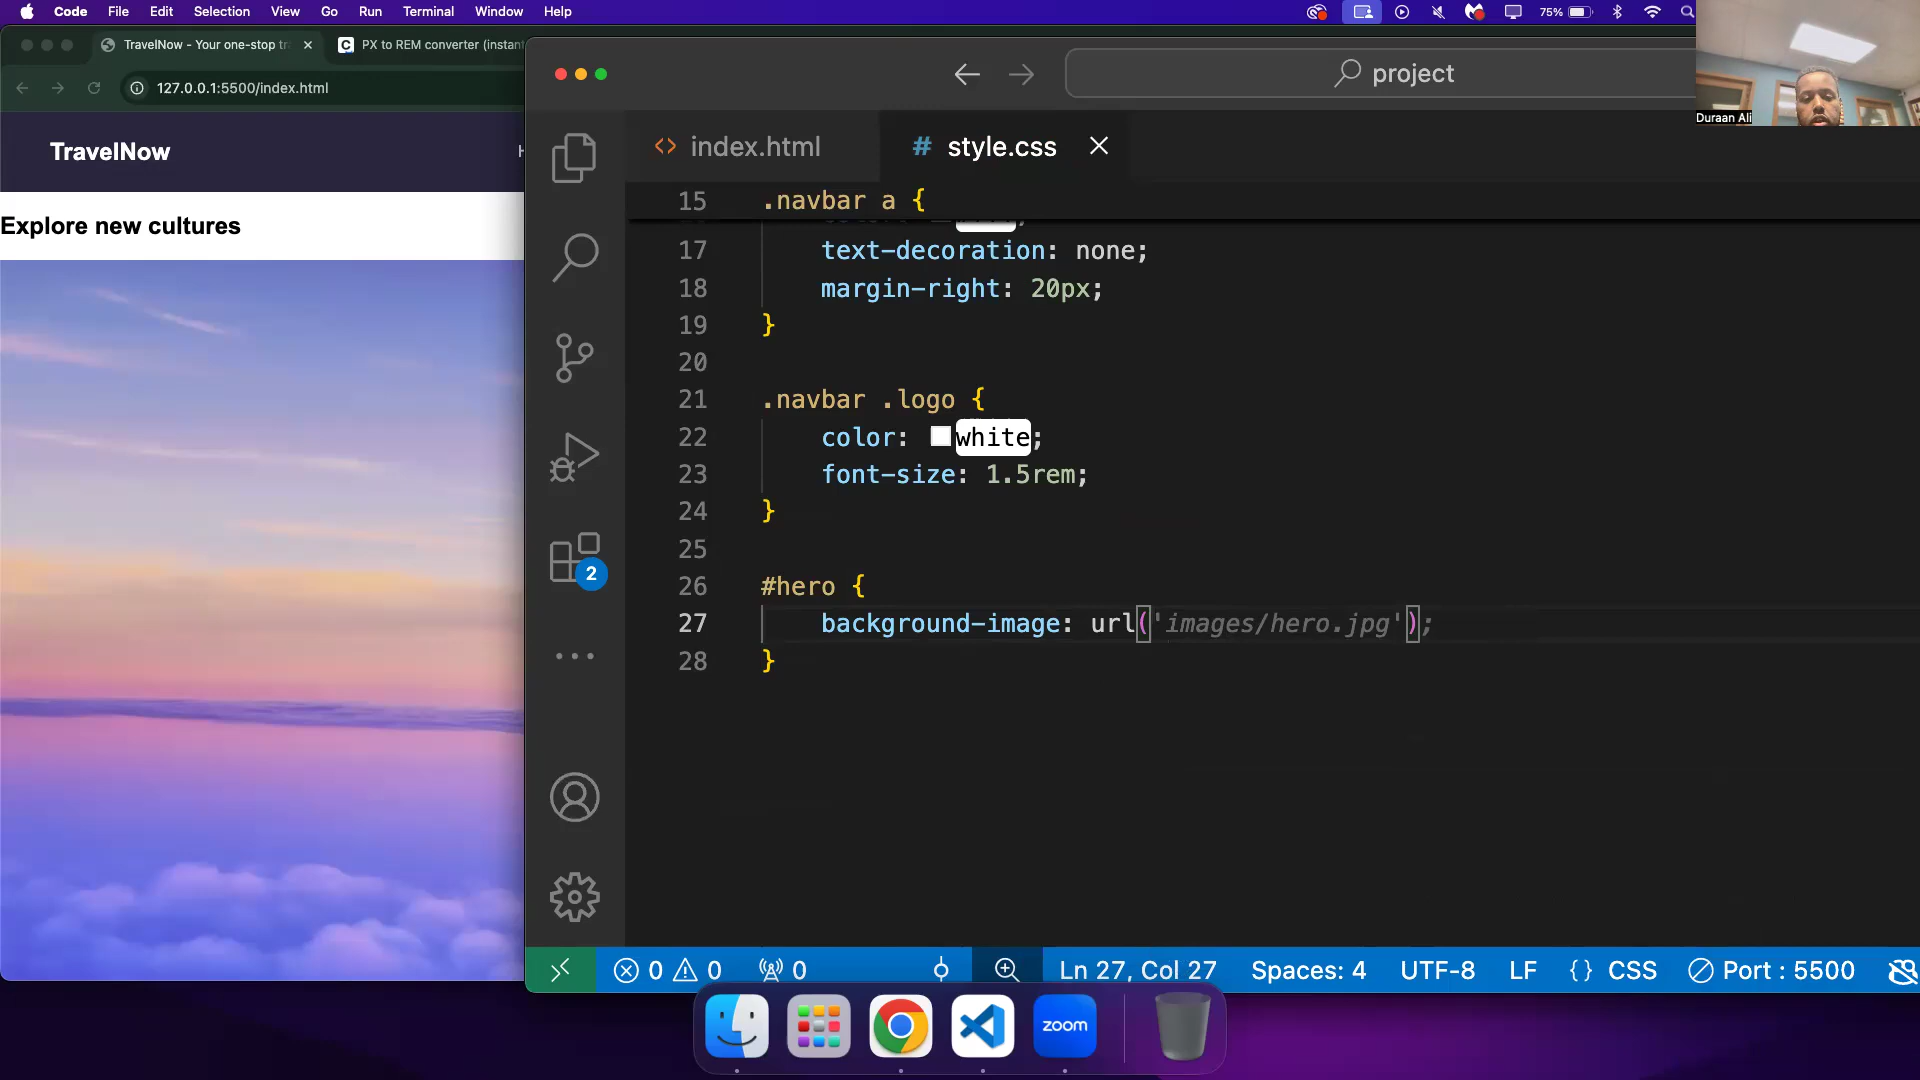 Code File Edit Selection View Go Run Terminal Window Help
75%
TravelNow - Your one-stop tr
PX to REM converter (instant
127.0.0.1:5500/index.html
project
Duraan Ali
TravelNow
H
Explore new cultures
<> index.html
# style.css
15 .navbar a {
17 text-decoration: none;
18 margin-right: 20px;
19 }
20
21 .navbar .logo {
22 color: white;
23 font-size: 1.5rem;
24 }
25
26 #hero {
27 background-image: url('images/hero.jpg');
28 }
2
0 0 0 Ln 27, Col 27 Spaces: 4 UTF-8 LF {} CSS Port : 5500
zoom